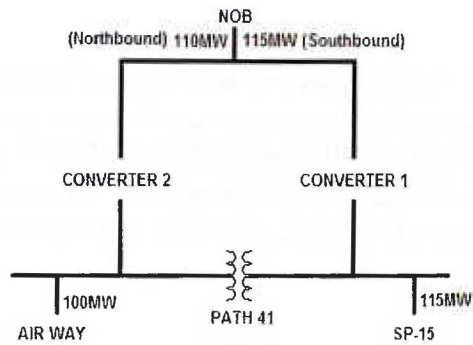 NOB
(Northbound) 110MW 115MW (Southbound)
CONVERTER 2 CONVERTER 1
100MW 115MW
PATH 41
AIR WAY SP-15